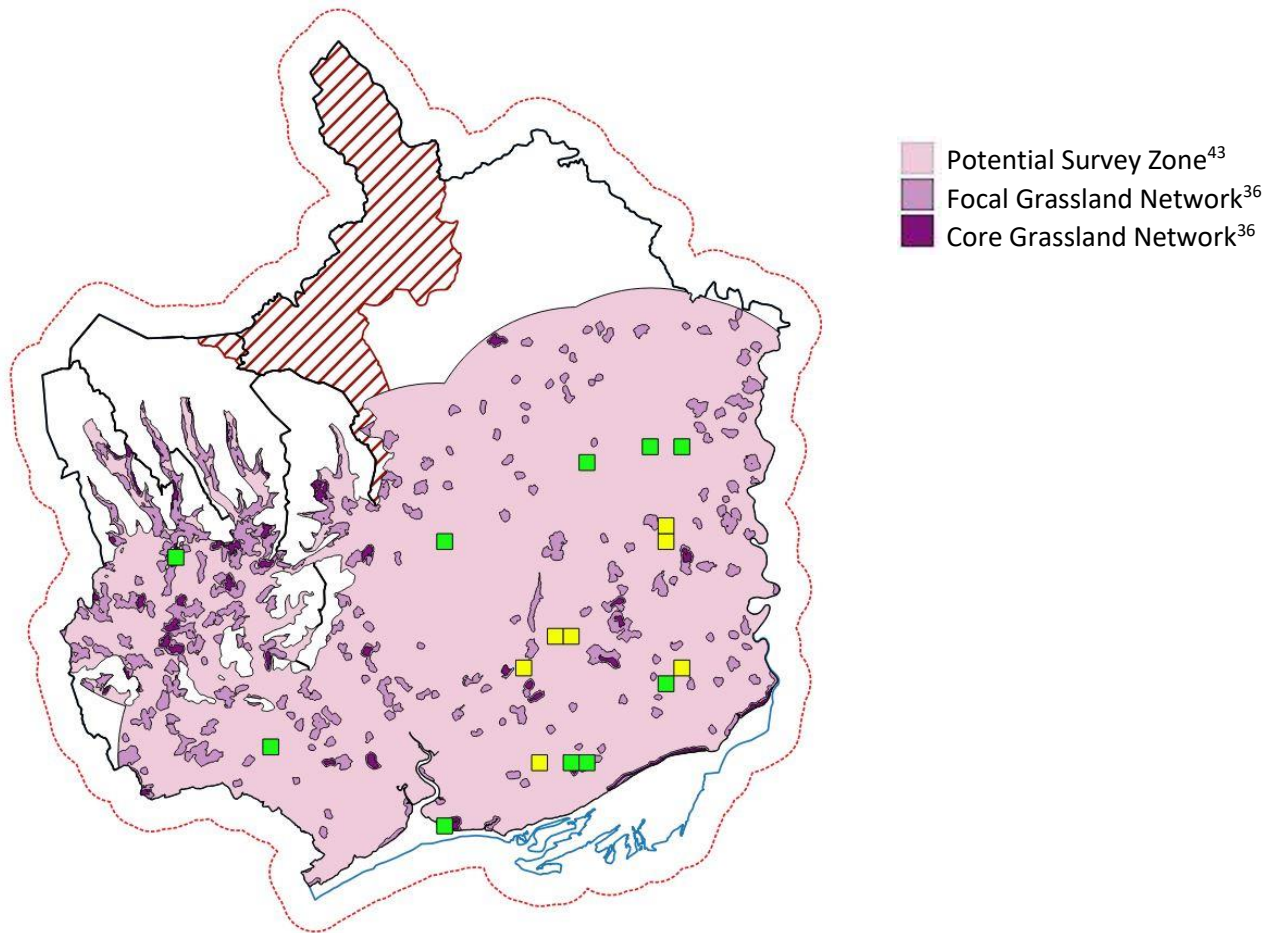 Potential Survey Zone43
Focal Grassland Network36
Core Grassland Network36